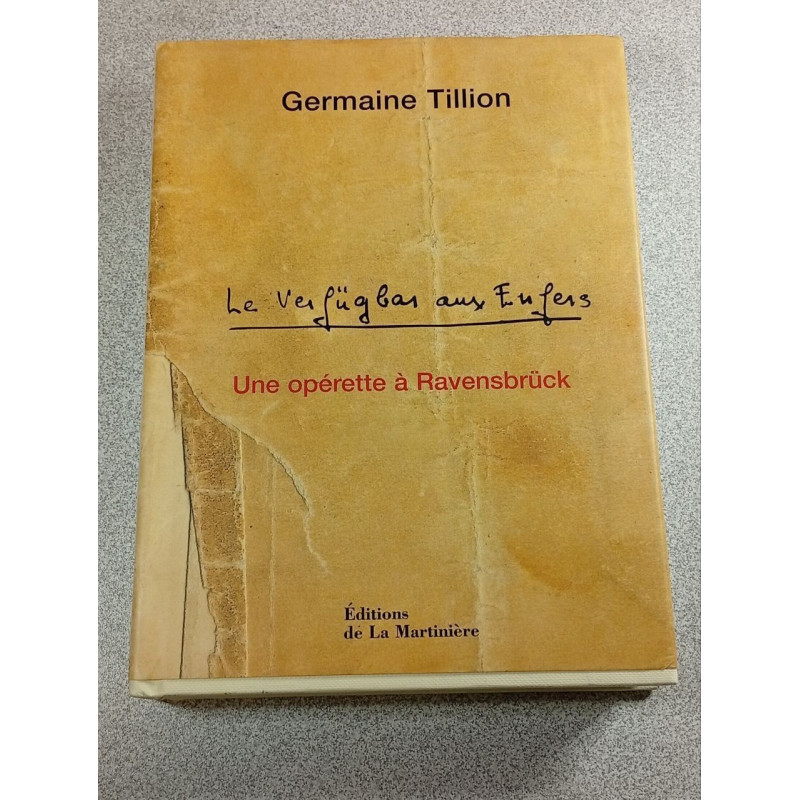 Germaine Tillion
Le Verfügbar aux Enfers
Une opérette à Ravensbrück
Éditions
de La Martinière